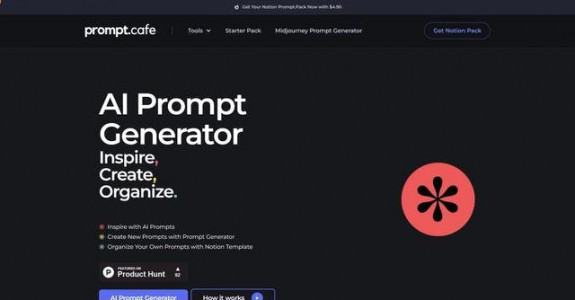 Get Your Notion Prompt.Pack Now with $4.90.
prompt.cafe
Tools
Starter Pack
Midjourney Prompt Generator
Get Notion Pack
AI Prompt
Generator
Inspire,
Create,
Organize.
Inspire with AI Prompts
Create New Prompts with Prompt Generator
Organize Your Own Prompts with Notion Template
FEATURED ON
Product Hunt
62
AI Prompt Generator
How it works